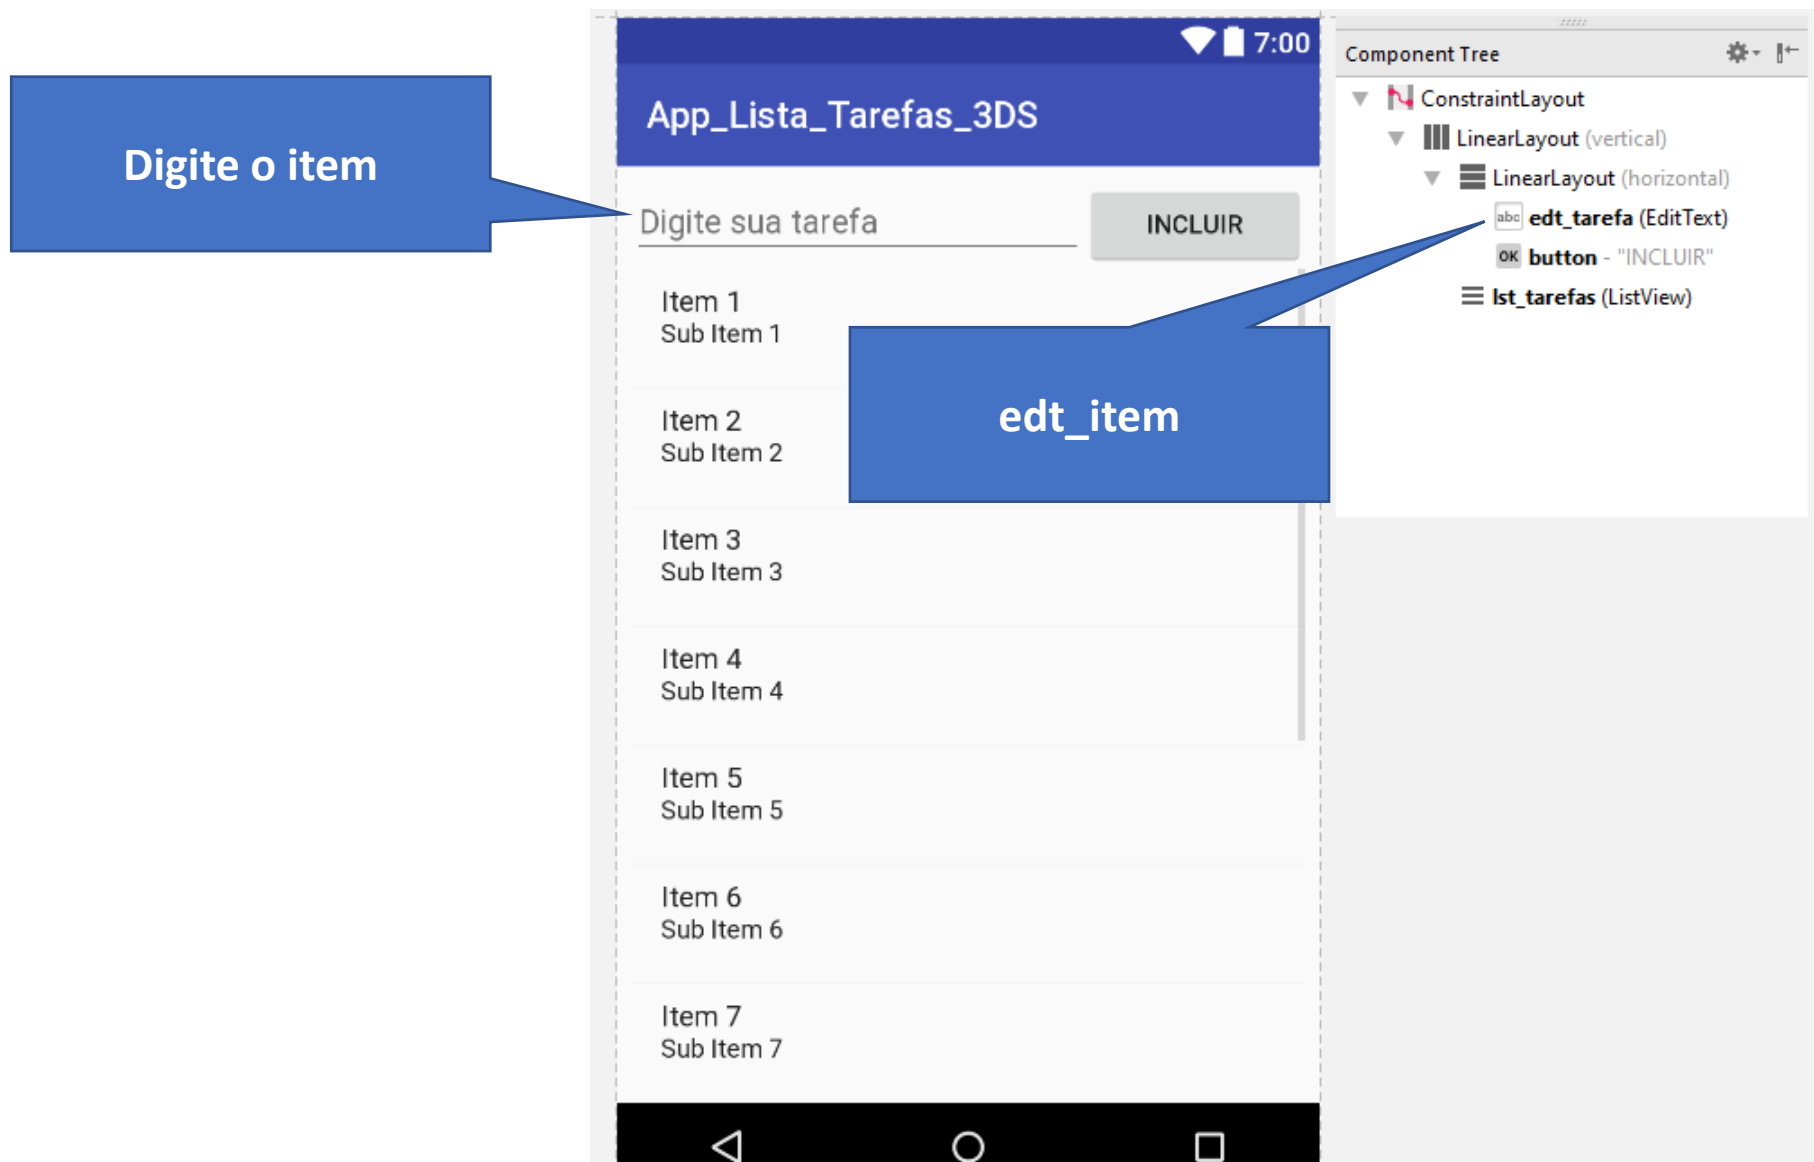 7:00
App_Lista_Tarefas_3DS
Digite o item
Digite sua tarefa
INCLUIR
Item 1
Sub Item 1
Item 2
Sub Item 2
edt_item
Item 3
Sub Item 3
Item 4
Sub Item 4
Item 5
Sub Item 5
Item 6
Sub Item 6
Item 7
Sub Item 7
Component Tree
ConstraintLayout
LinearLayout (vertical)
LinearLayout (horizontal)
abc edt_tarefa (EditText)
OK button - "INCLUIR"
lst_tarefas (ListView)